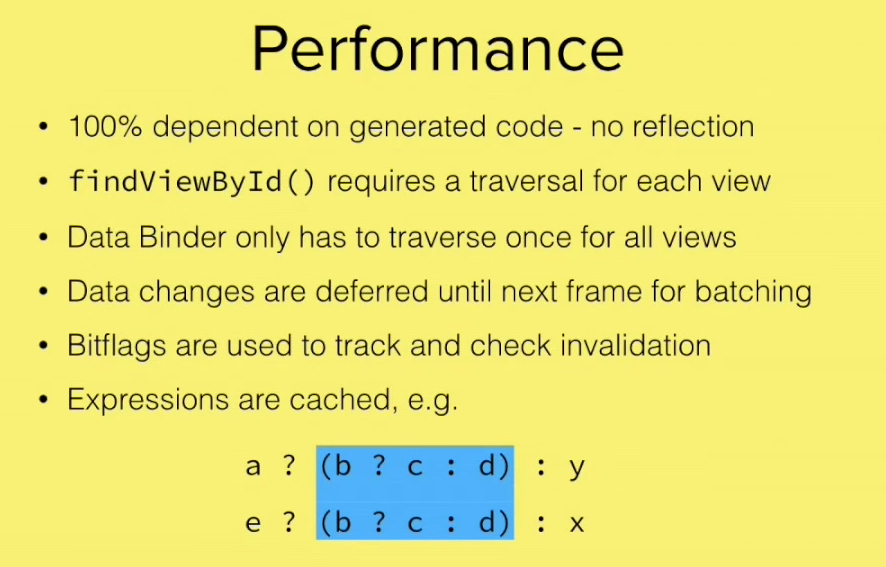 Performance
• 100% dependent on generated code - no reflection
• findViewById() requires a traversal for each view
• Data Binder only has to traverse once for all views
• Data changes are deferred until next frame for batching
• Bitflags are used to track and check invalidation
• Expressions are cached, e.g.
a ? (b ? c : d) : y
e ? (b ? c : d) : x